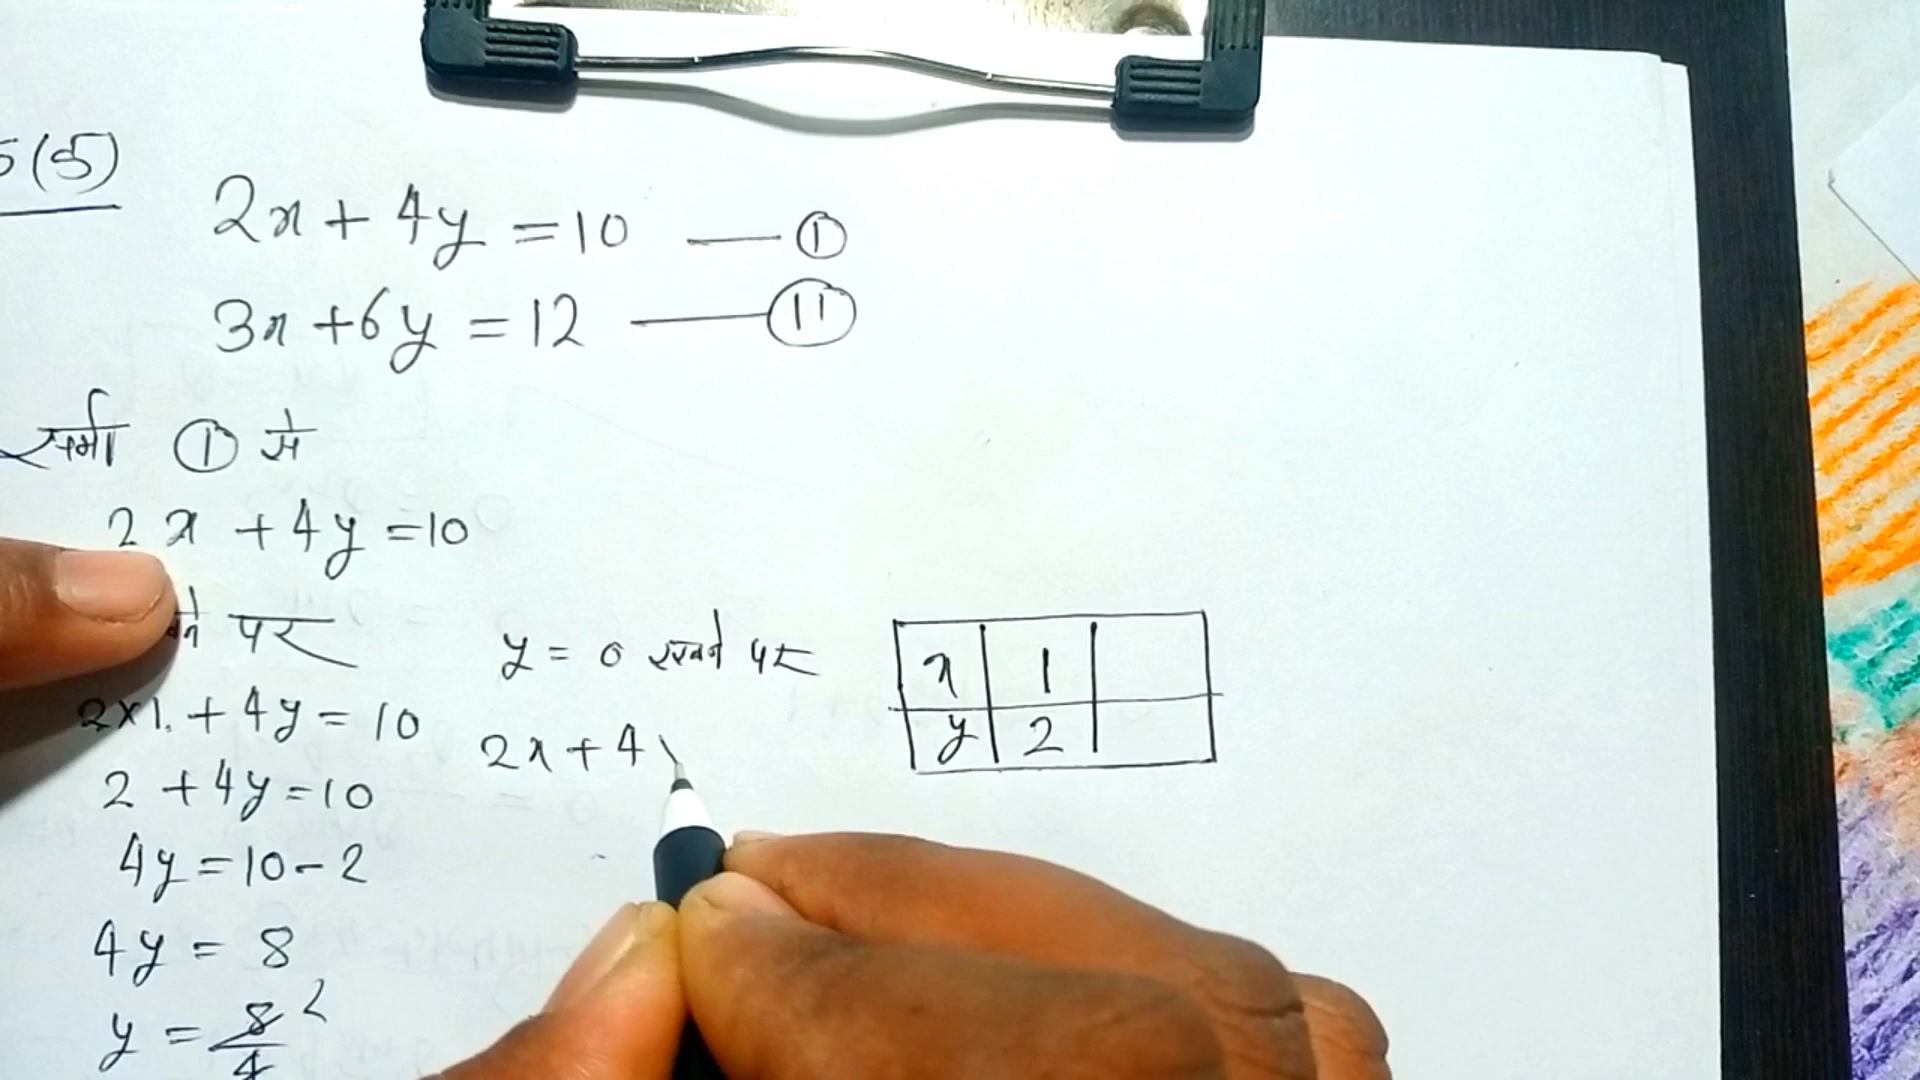 5(ङ)
2x + 4y = 10 — ①
3x + 6y = 12 — ⑪
समी ① से
2x + 4y = 10
पर
2×1 + 4y = 10
2 + 4y = 10
4y = 10 - 2
4y = 8
y = 8/4 2
y = 0 रखने पर
2x + 4
x 1
y 2